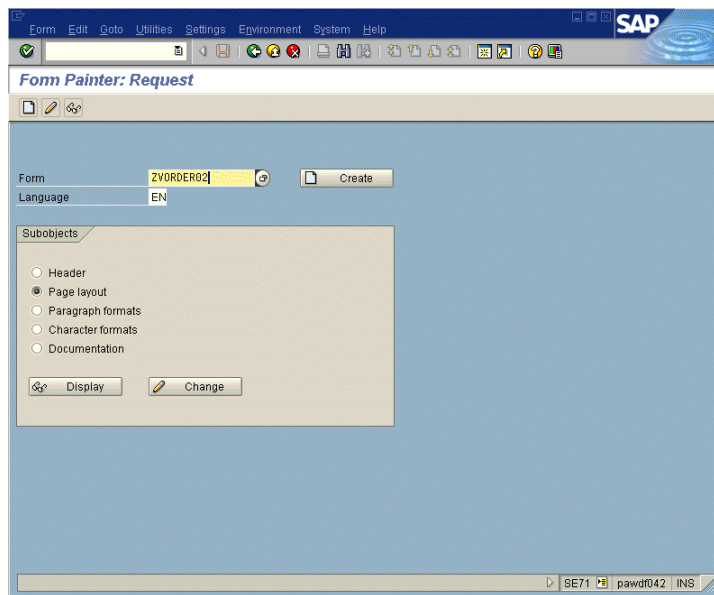 Form Edit Goto Utilities Settings Environment System Help
SAP
Form Painter: Request
Form ZVORDER02 Create
Language EN
Subobjects
Header
Page layout
Paragraph formats
Character formats
Documentation
Display Change
SE71 pawdf042 INS